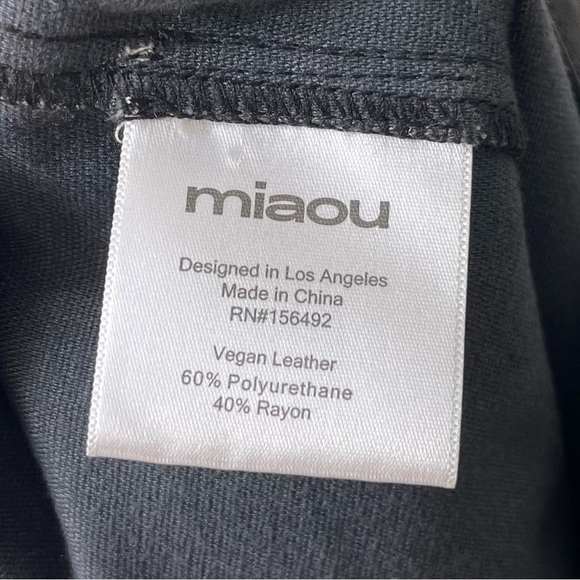 miaou
Designed in Los Angeles
Made in China
RN#156492
Vegan Leather
60% Polyurethane
40% Rayon